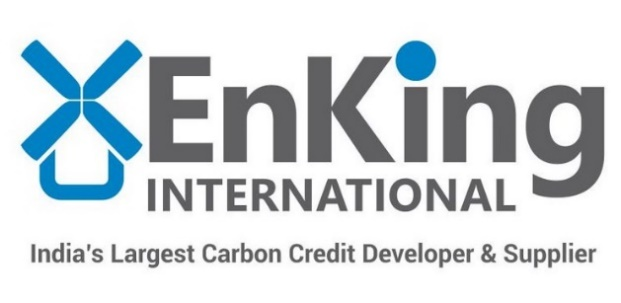 EnKing
INTERNATIONAL
India's Largest Carbon Credit Developer & Supplier